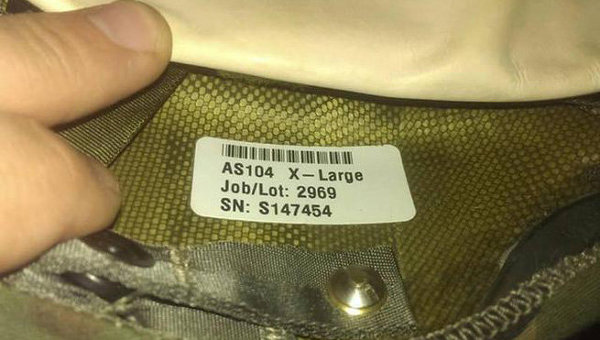 AS104 X-Large
Job/Lot: 2969
SN: S147454